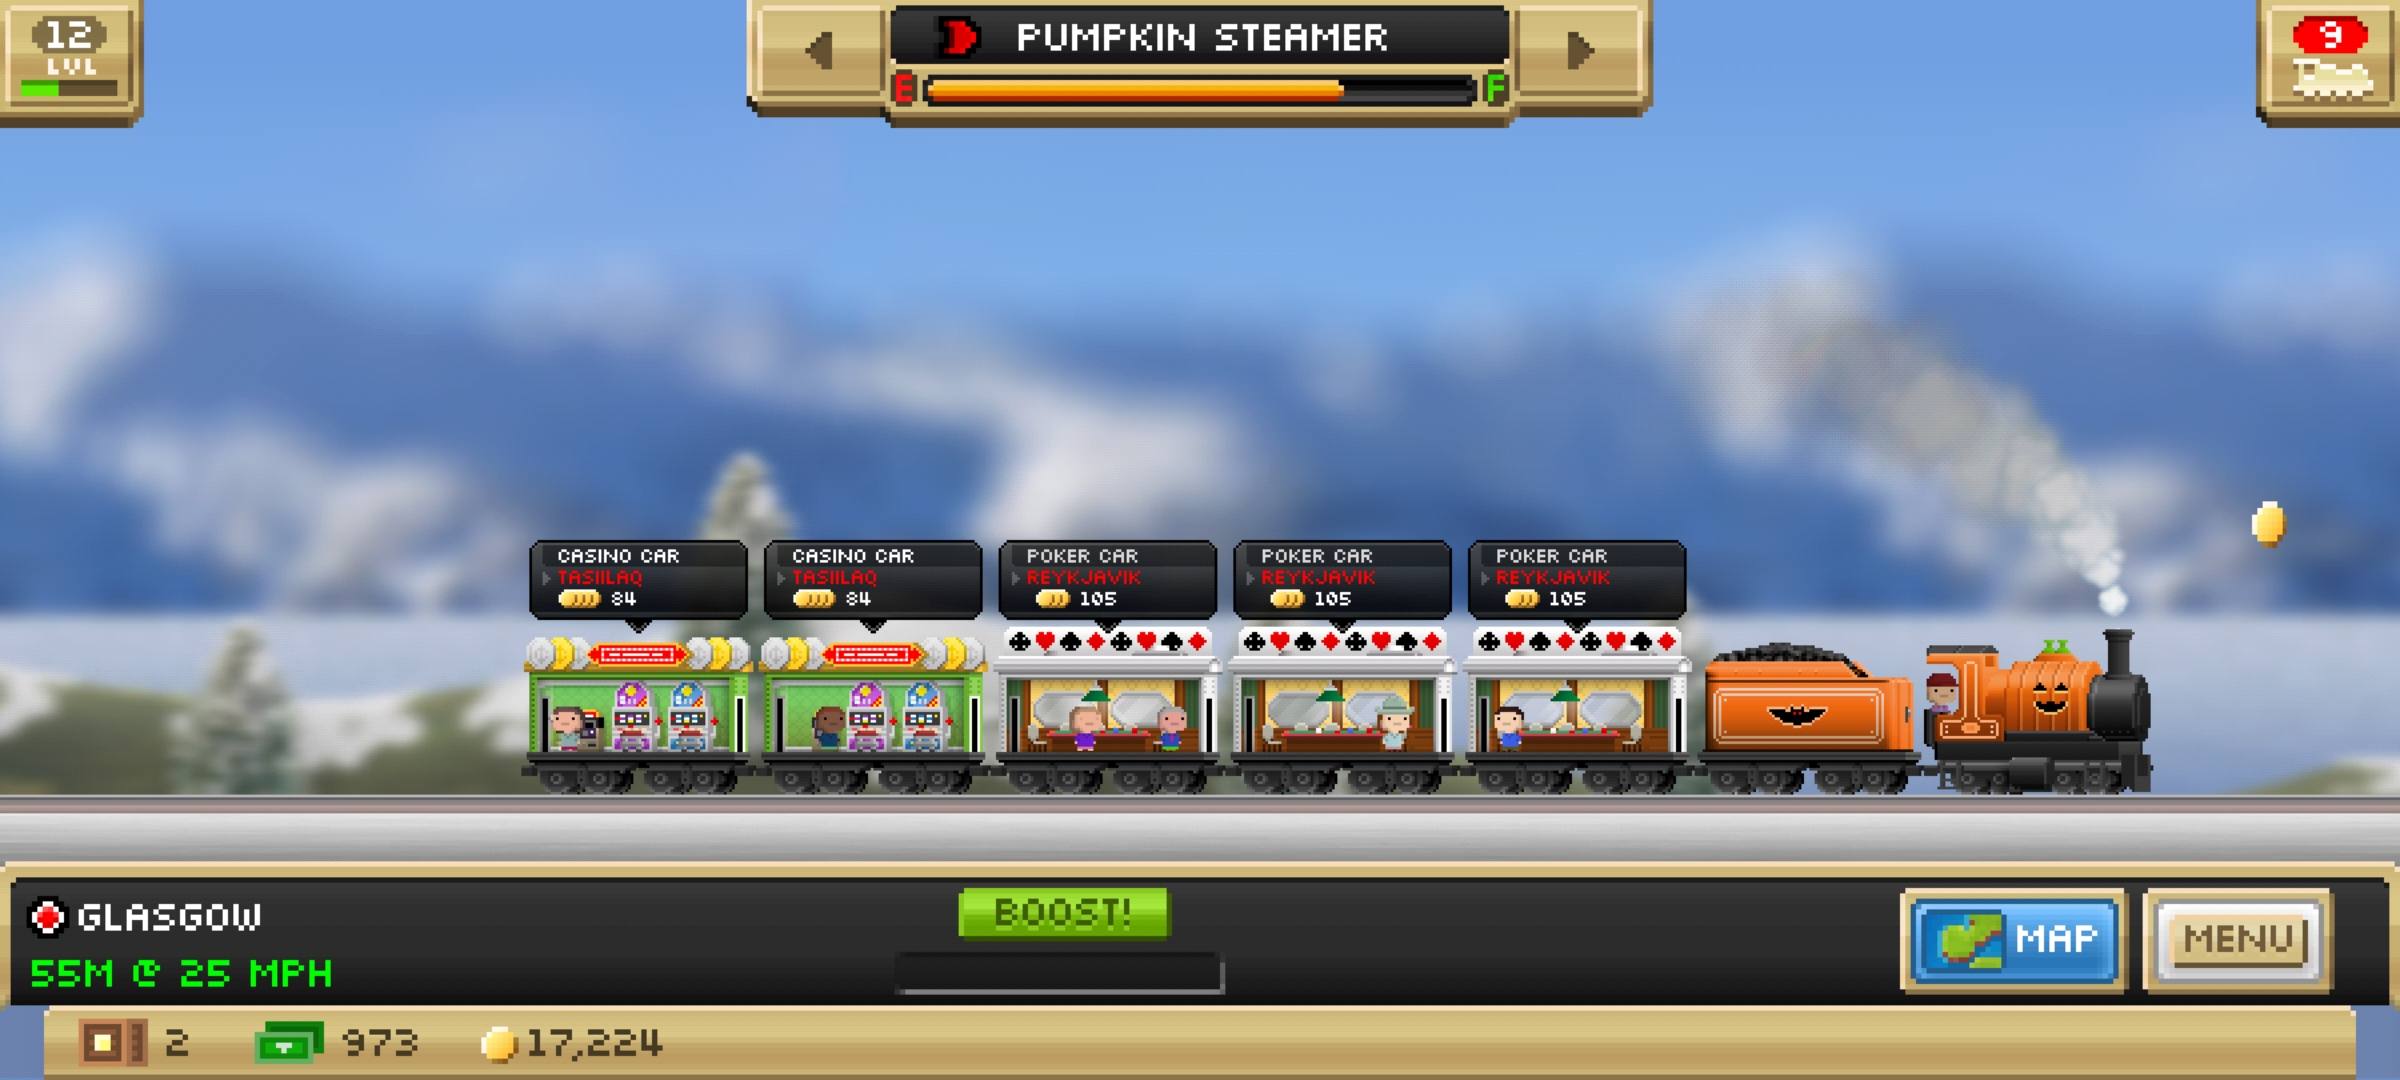 12
LVL
PUMPKIN STEAMER
E F
9
CASINO CAR
TASIILAQ
84
CASINO CAR
TASIILAQ
84
POKER CAR
REYKJAVIK
105
POKER CAR
REYKJAVIK
105
POKER CAR
REYKJAVIK
105
GLASGOW
55M @ 25 MPH
BOOST!
MAP
MENU
2
973
17,224